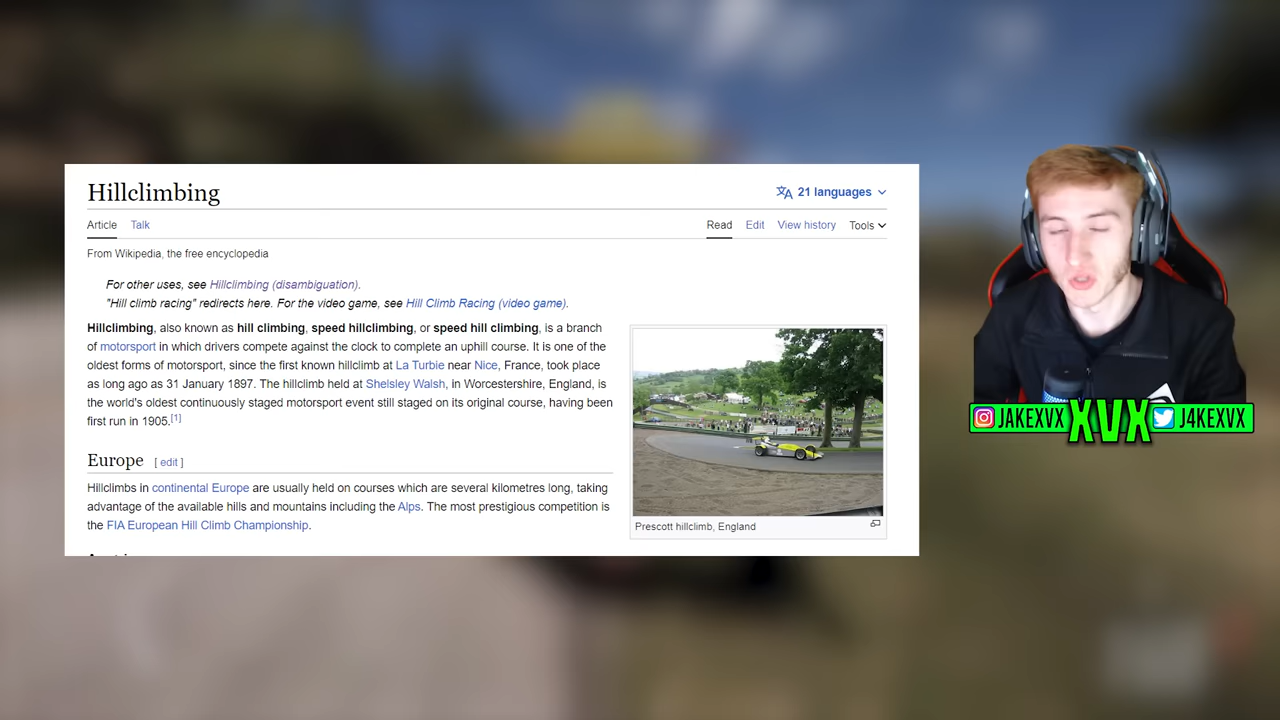 Hillclimbing
21 languages
Article Talk
Read Edit View history Tools
From Wikipedia, the free encyclopedia
For other uses, see Hillclimbing (disambiguation).
"Hill climb racing" redirects here. For the video game, see Hill Climb Racing (video game).
Hillclimbing, also known as hill climbing, speed hillclimbing, or speed hill climbing, is a branch
of motorsport in which drivers compete against the clock to complete an uphill course. It is one of the
oldest forms of motorsport, since the first known hillclimb at La Turbie near Nice, France, took place
as long ago as 31 January 1897. The hillclimb held at Shelsley Walsh, in Worcestershire, England, is
the world's oldest continuously staged motorsport event still staged on its original course, having been
first run in 1905.[1]
Prescott hillclimb, England
Europe [ edit ]
Hillclimbs in continental Europe are usually held on courses which are several kilometres long, taking
advantage of the available hills and mountains including the Alps. The most prestigious competition is
the FIA European Hill Climb Championship.
JAKEXVX XVX J4KEXVX